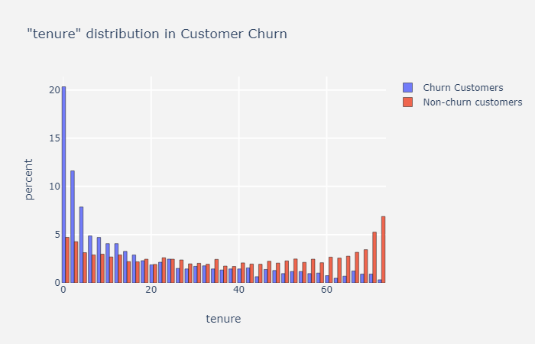 "tenure" distribution in Customer Churn
Churn Customers
Non-churn customers
percent
20
15
10
5
0
0
20
40
60
tenure